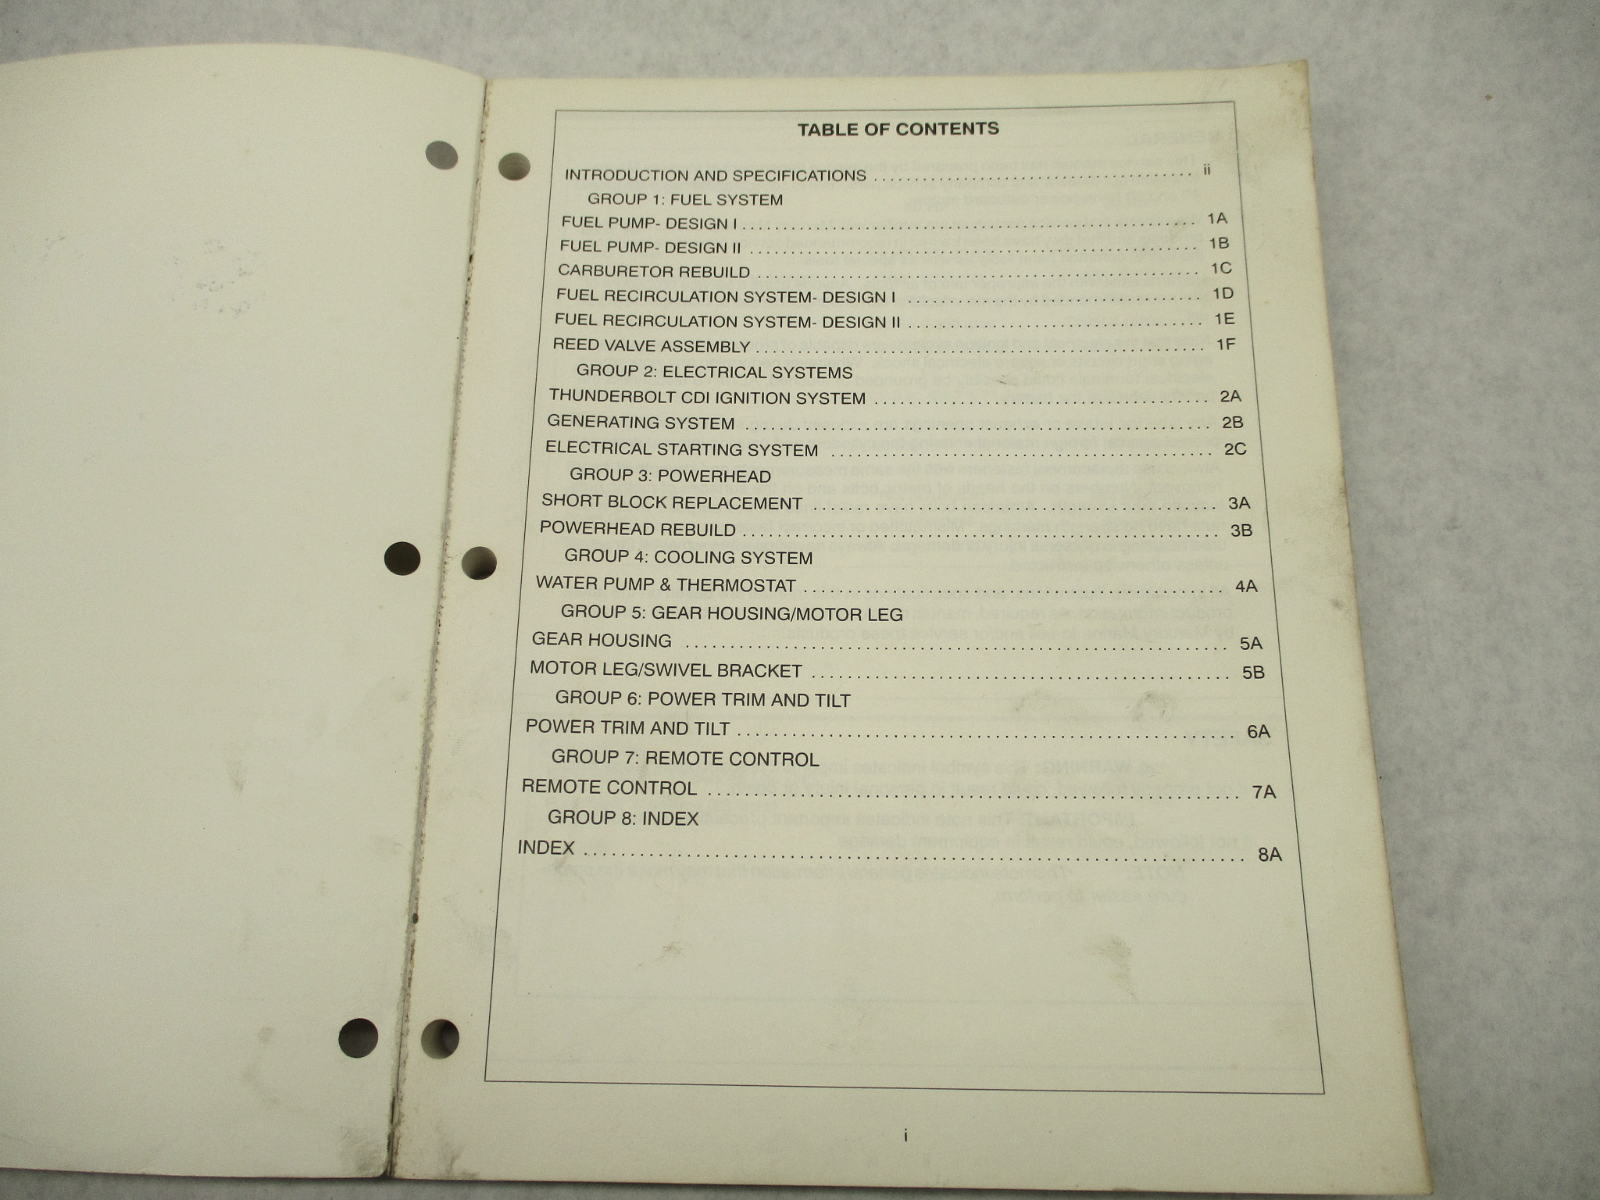 TABLE OF CONTENTS
INTRODUCTION AND SPECIFICATIONS ii
GROUP 1: FUEL SYSTEM
FUEL PUMP- DESIGN I 1A
FUEL PUMP- DESIGN II 1B
CARBURETOR REBUILD 1C
FUEL RECIRCULATION SYSTEM- DESIGN I 1D
FUEL RECIRCULATION SYSTEM- DESIGN II 1E
REED VALVE ASSEMBLY 1F
GROUP 2: ELECTRICAL SYSTEMS
THUNDERBOLT CDI IGNITION SYSTEM 2A
GENERATING SYSTEM 2B
ELECTRICAL STARTING SYSTEM 2C
GROUP 3: POWERHEAD
SHORT BLOCK REPLACEMENT 3A
POWERHEAD REBUILD 3B
GROUP 4: COOLING SYSTEM
WATER PUMP & THERMOSTAT 4A
GROUP 5: GEAR HOUSING/MOTOR LEG
GEAR HOUSING 5A
MOTOR LEG/SWIVEL BRACKET 5B
GROUP 6: POWER TRIM AND TILT
POWER TRIM AND TILT 6A
GROUP 7: REMOTE CONTROL
REMOTE CONTROL 7A
GROUP 8: INDEX
INDEX 8A
i